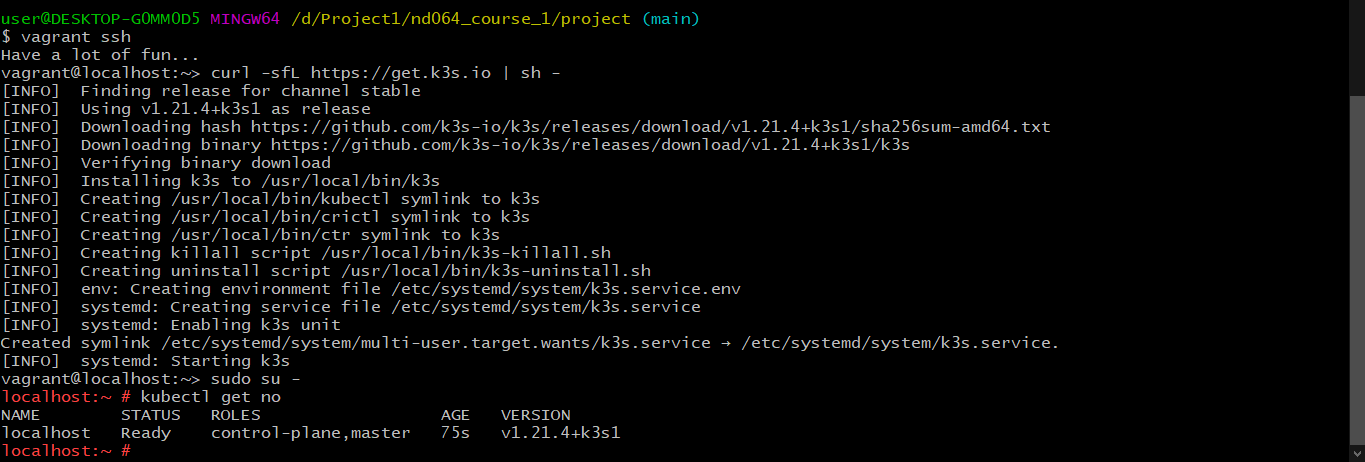 user@DESKTOP-G0MM0D5 MINGW64 /d/Project1/nd064_course_1/project (main)
$ vagrant ssh
Have a lot of fun...
vagrant@localhost:~> curl -sfL https://get.k3s.io | sh -
[INFO]  Finding release for channel stable
[INFO]  Using v1.21.4+k3s1 as release
[INFO]  Downloading hash https://github.com/k3s-io/k3s/releases/download/v1.21.4+k3s1/sha256sum-amd64.txt
[INFO]  Downloading binary https://github.com/k3s-io/k3s/releases/download/v1.21.4+k3s1/k3s
[INFO]  Verifying binary download
[INFO]  Installing k3s to /usr/local/bin/k3s
[INFO]  Creating /usr/local/bin/kubectl symlink to k3s
[INFO]  Creating /usr/local/bin/crictl symlink to k3s
[INFO]  Creating /usr/local/bin/ctr symlink to k3s
[INFO]  Creating killall script /usr/local/bin/k3s-killall.sh
[INFO]  Creating uninstall script /usr/local/bin/k3s-uninstall.sh
[INFO]  env: Creating environment file /etc/systemd/system/k3s.service.env
[INFO]  systemd: Creating service file /etc/systemd/system/k3s.service
[INFO]  systemd: Enabling k3s unit
Created symlink /etc/systemd/system/multi-user.target.wants/k3s.service → /etc/systemd/system/k3s.service.
[INFO]  systemd: Starting k3s
vagrant@localhost:~> sudo su -
localhost:~ # kubectl get no
NAME        STATUS   ROLES                  AGE   VERSION
localhost   Ready    control-plane,master   75s   v1.21.4+k3s1
localhost:~ #